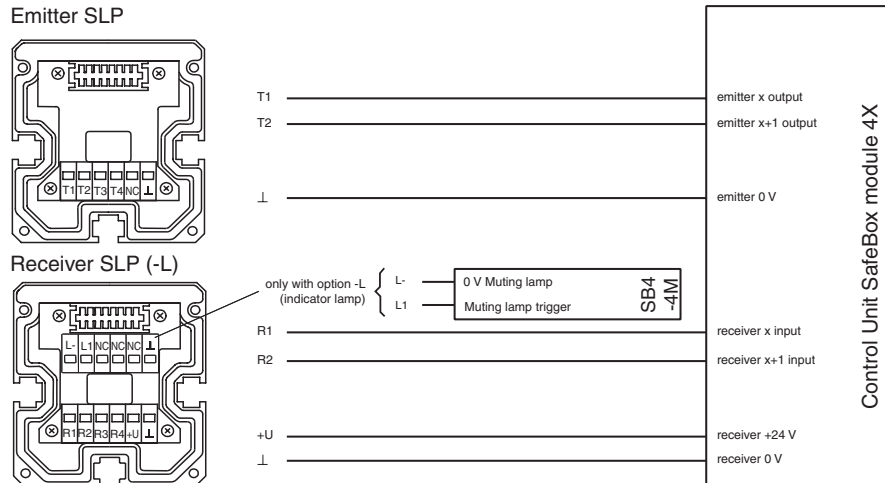 Emitter SLP
T1 T2 T3 T4 NC ⊥
T1
T2
⊥
emitter x output
emitter x+1 output
emitter 0 V
Receiver SLP (-L)
L- L1 NC NC NC ⊥
R1 R2 R3 R4 +U ⊥
only with option -L
(indicator lamp)
L-
L1
0 V Muting lamp
Muting lamp trigger
SB4
-4M
R1
R2
+U
⊥
receiver x input
receiver x+1 input
receiver +24 V
receiver 0 V
Control Unit SafeBox module 4X